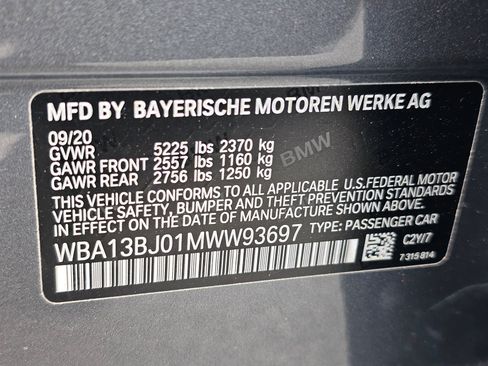 MFD BY BAYERISCHE MOTOREN WERKE AG
09/20
GVWR 5225 lbs 2370 kg
GAWR FRONT 2557 lbs 1160 kg
GAWR REAR 2756 lbs 1250 kg
BMW
THIS VEHICLE CONFORMS TO ALL APPLICABLE U.S.FEDERAL MOTOR
VEHICLE SAFETY, BUMPER AND THEFT PREVENTION STANDARDS
IN EFFECT ON THE DATE OF MANUFACTURE SHOWN ABOVE.
WBA13BJ01MWW93697 TYPE: PASSENGER CAR
C2Y/7
7 315 814